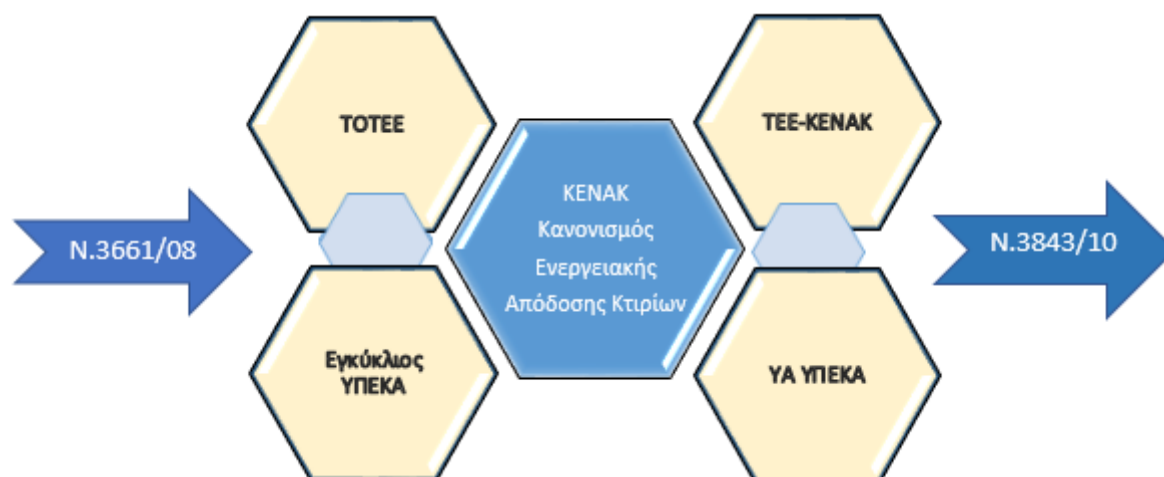 Ν.3661/08
ΤΟΤΕΕ
Εγκύκλιος
ΥΠΕΚΑ
ΚΕΝΑΚ
Κανονισμός
Ενεργειακής
Απόδοσης Κτιρίων
ΤΕΕ-ΚΕΝΑΚ
ΥΑ ΥΠΕΚΑ
Ν.3843/10